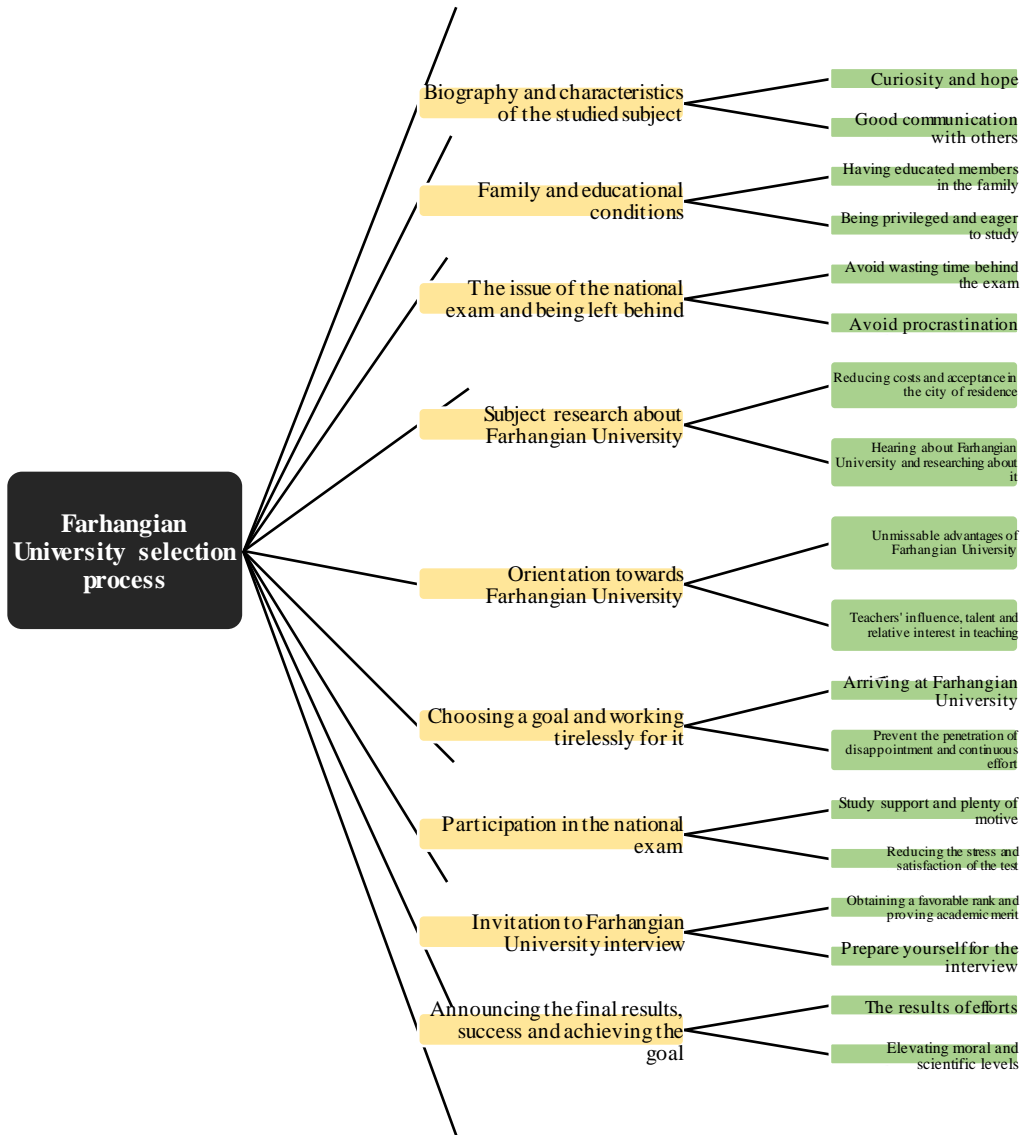 Farhangian
University selection
process
Biography and characteristics
of the studied subject
Curiosity and hope
Good communication
with others
Family and educational
conditions
Having educated members
in the family
Being privileged and eager
to study
The issue of the national
exam and being left behind
Avoid wasting time behind
the exam
Avoid procrastination
Subject research about
Farhangian University
Reducing costs and acceptance in
the city of residence
Hearing about Farhangian
University and researching about
it
Orientation towards
Farhangian University
Unmissable advantages of
Farhangian University
Teachers' influence, talent and
relative interest in teaching
Choosing a goal and working
tirelessly for it
Arriving at Farhangian
University
Prevent the penetration of
disappointment and continuous
effort
Participation in the national
exam
Study support and plenty of
motive
Reducing the stress and
satisfaction of the test
Invitation to Farhangian
University interview
Obtaining a favorable rank and
proving academic merit
Prepare yourself for the
interview
Announcing the final results,
success and achieving the
goal
The results of efforts
Elevating moral and
scientific levels